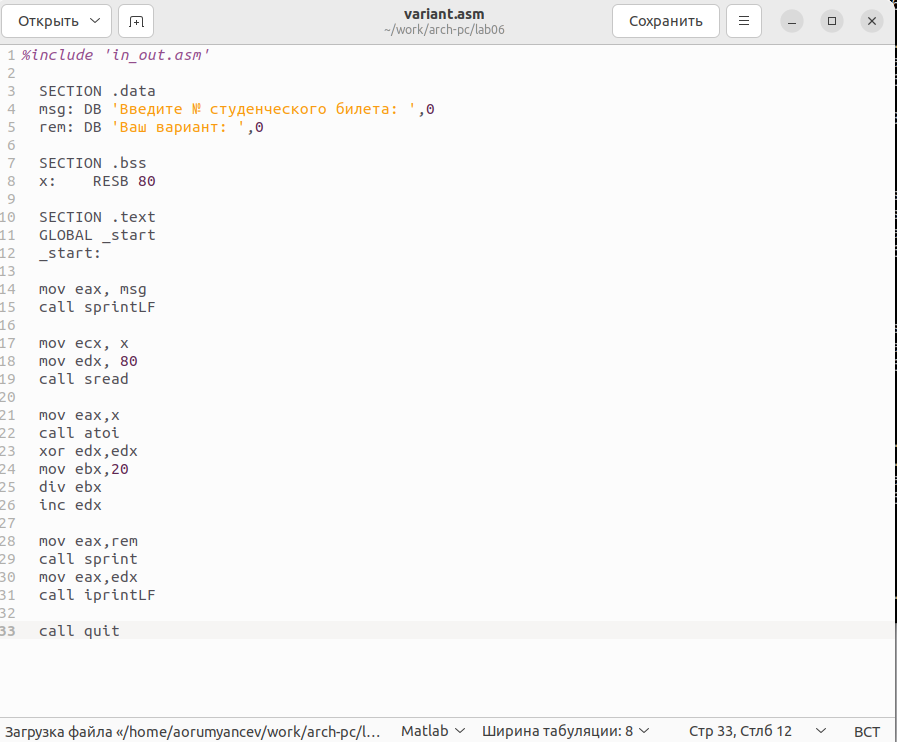 Открыть
variant.asm
~/work/arch-pc/lab06
Сохранить
1 %include 'in_out.asm'
2
3 SECTION .data
4 msg: DB 'Введите № студенческого билета: ',0
5 rem: DB 'Ваш вариант: ',0
6
7 SECTION .bss
8 x: RESB 80
9
10 SECTION .text
11 GLOBAL _start
12 _start:
13
14 mov eax, msg
15 call sprintLF
16
17 mov ecx, x
18 mov edx, 80
19 call sread
20
21 mov eax,x
22 call atoi
23 xor edx,edx
24 mov ebx,20
25 div ebx
26 inc edx
27
28 mov eax,rem
29 call sprint
30 mov eax,edx
31 call iprintLF
32
33 call quit
Загрузка файла «/home/aorumyancev/work/arch-pc/l... Matlab Ширина табуляции: 8 Стр 33, Стлб 12 ВСТ